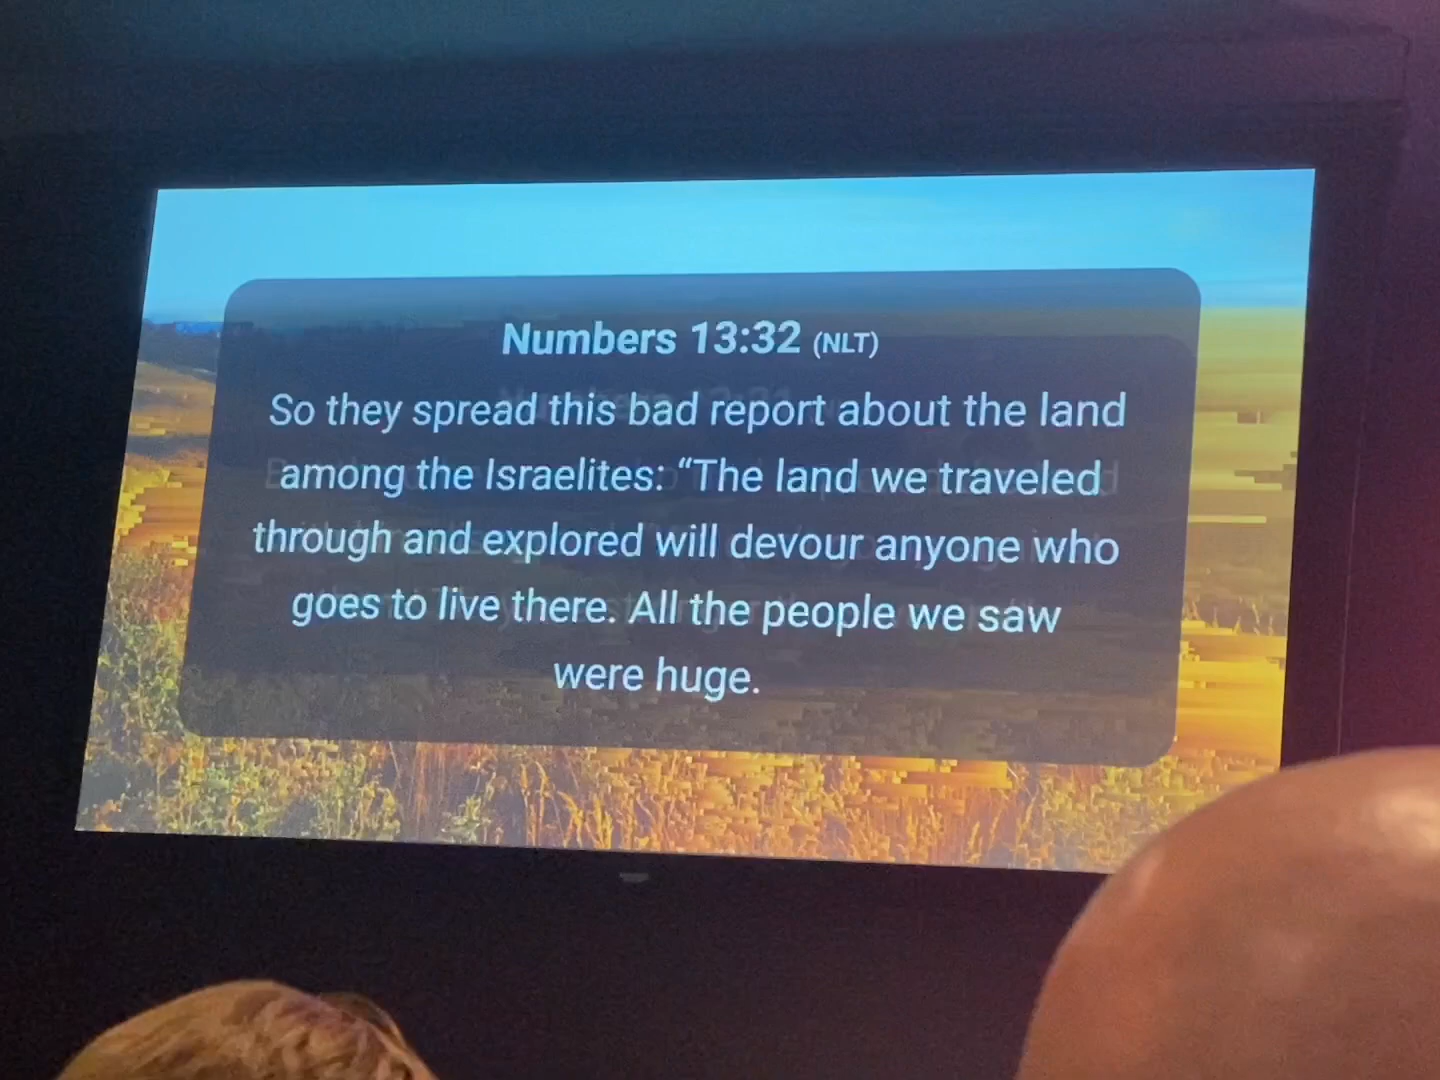 Numbers 13:32 (NLT)
So they spread this bad report about the land
among the Israelites: “The land we traveled
through and explored will devour anyone who
goes to live there. All the people we saw
were huge.